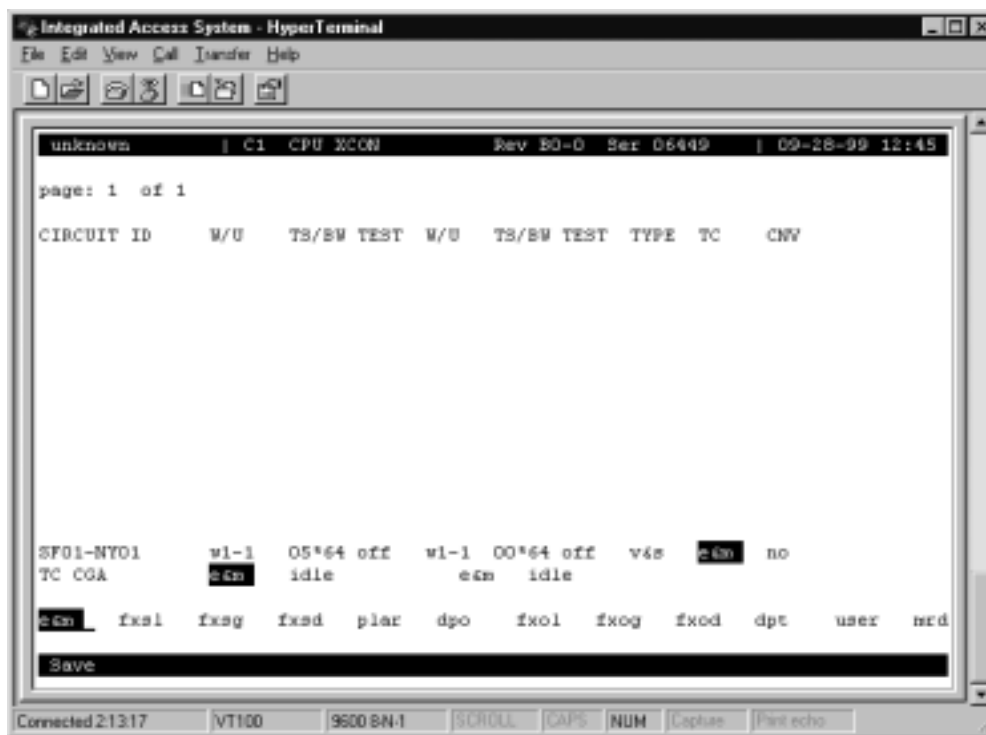 Integrated Access System - HyperTerminal
File Edit View Call Transfer Help
unknown | C1 CPU XCON Rev B0-0 Ser 06449 | 09-28-99 12:45
page: 1 of 1
CIRCUIT ID W/U TS/BW TEST W/U TS/BW TEST TYPE TC CNV
SF01-NY01 w1-1 05*64 off w1-1 00*64 off v&s e&m no
TC CGA e&m idle e&m idle
e&m_ fxsl fxsg fxsd plar dpo fxol fxog fxod dpt user mrd
Save
Connected 2:13:17 VT100 9600 8-N-1 SCROLL CAPS NUM Capture Print echo